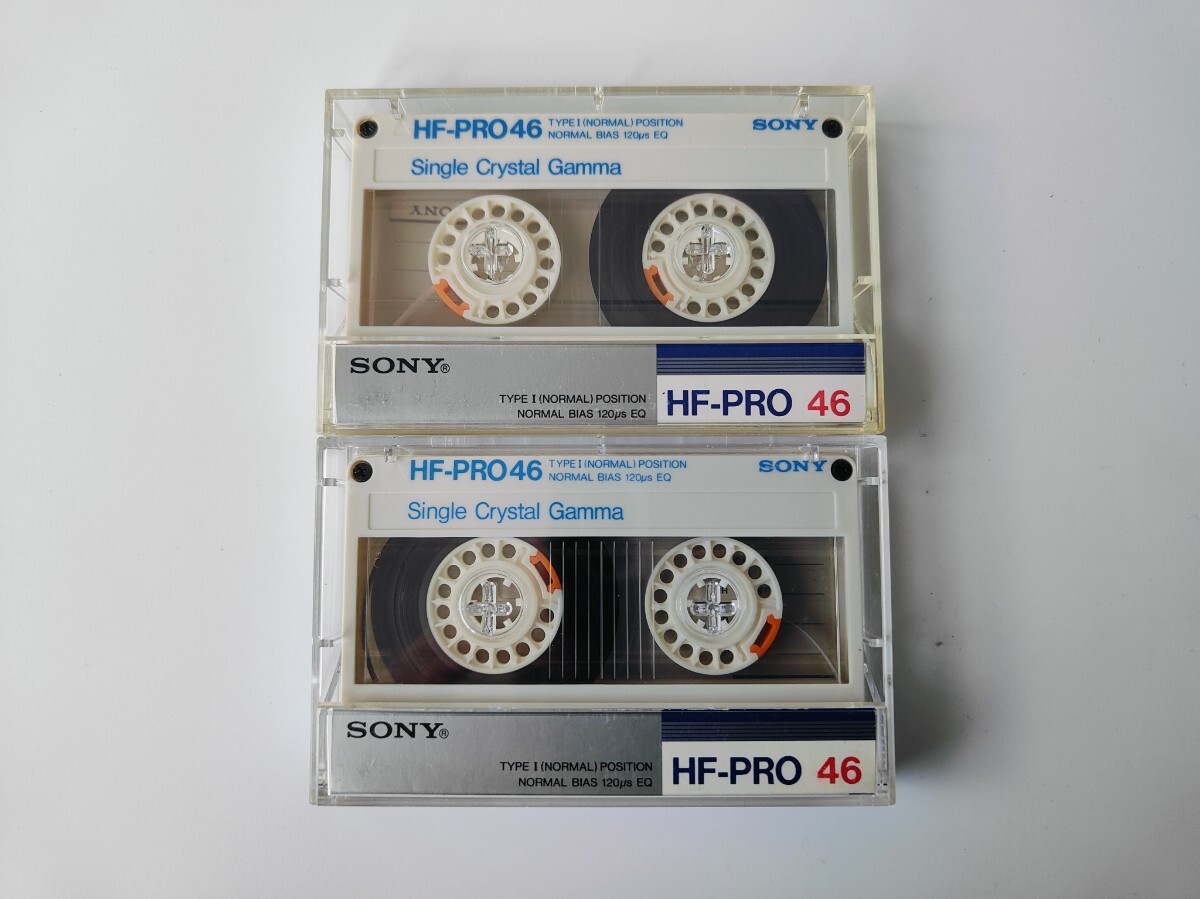 HF-PRO46 TYPE I (NORMAL) POSITION SONY
NORMAL BIAS 120μs EQ
Single Crystal Gamma
SONY
SONY®
TYPE I (NORMAL) POSITION
NORMAL BIAS 120μs EQ
HF-PRO 46
HF-PRO46 TYPE I (NORMAL) POSITION SONY
NORMAL BIAS 120μs EQ
Single Crystal Gamma
SONY®
TYPE I (NORMAL) POSITION
NORMAL BIAS 120μs EQ
HF-PRO 46